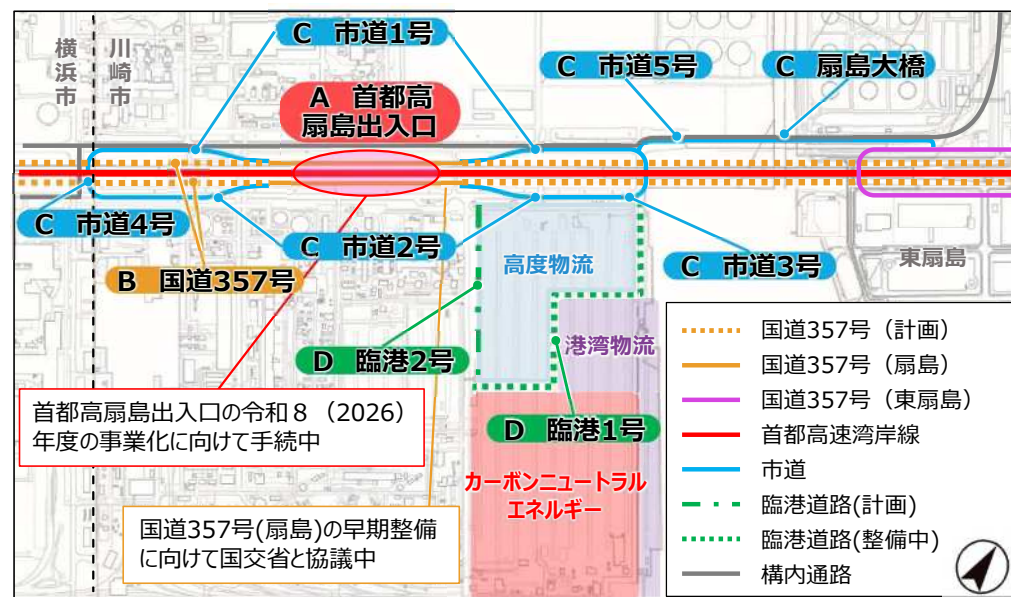 横浜市
川崎市
C 市道1号
A 首都高
扇島出入口
C 市道5号
C 扇島大橋
C 市道4号
C 市道2号
B 国道357号
高度物流
C 市道3号
東扇島
D 臨港2号
港湾物流
D 臨港1号
首都高扇島出入口の令和8（2026）
年度の事業化に向けて手続中
カーボンニュートラル
エネルギー
国道357号(扇島)の早期整備
に向けて国交省と協議中
国道357号（計画）
国道357号（扇島）
国道357号（東扇島）
首都高速湾岸線
市道
臨港道路(計画)
臨港道路(整備中)
構内通路